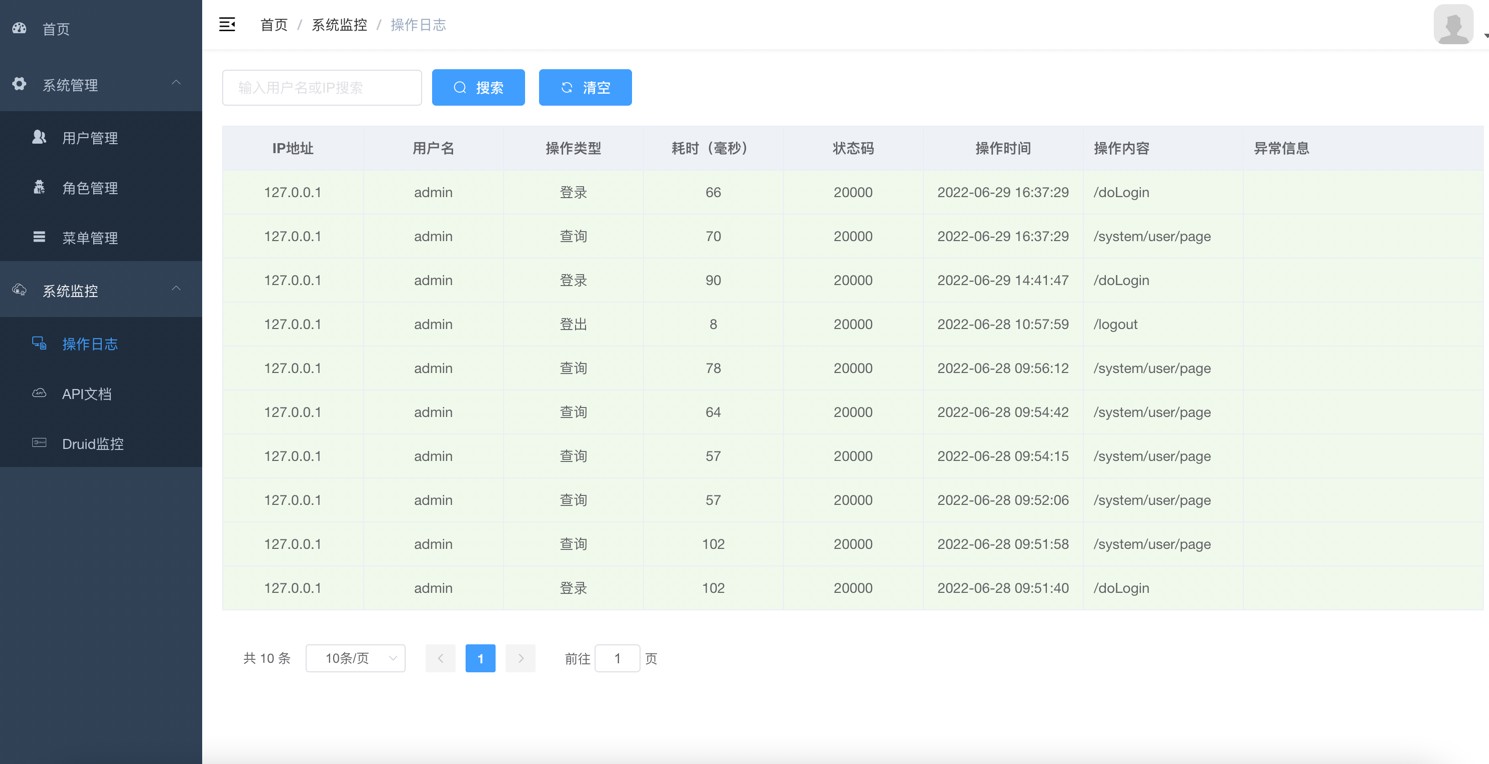 首页
系统管理
用户管理
角色管理
菜单管理
系统监控
操作日志
API文档
Druid监控
首页 / 系统监控 / 操作日志
输入用户名或IP搜索 搜索 清空
IP地址 用户名 操作类型 耗时（毫秒） 状态码 操作时间 操作内容 异常信息
127.0.0.1 admin 登录 66 20000 2022-06-29 16:37:29 /doLogin
127.0.0.1 admin 查询 70 20000 2022-06-29 16:37:29 /system/user/page
127.0.0.1 admin 登录 90 20000 2022-06-29 14:41:47 /doLogin
127.0.0.1 admin 登出 8 20000 2022-06-28 10:57:59 /logout
127.0.0.1 admin 查询 78 20000 2022-06-28 09:56:12 /system/user/page
127.0.0.1 admin 查询 64 20000 2022-06-28 09:54:42 /system/user/page
127.0.0.1 admin 查询 57 20000 2022-06-28 09:54:15 /system/user/page
127.0.0.1 admin 查询 57 20000 2022-06-28 09:52:06 /system/user/page
127.0.0.1 admin 查询 102 20000 2022-06-28 09:51:58 /system/user/page
127.0.0.1 admin 登录 102 20000 2022-06-28 09:51:40 /doLogin
共 10 条 10条/页 1 前往 1 页